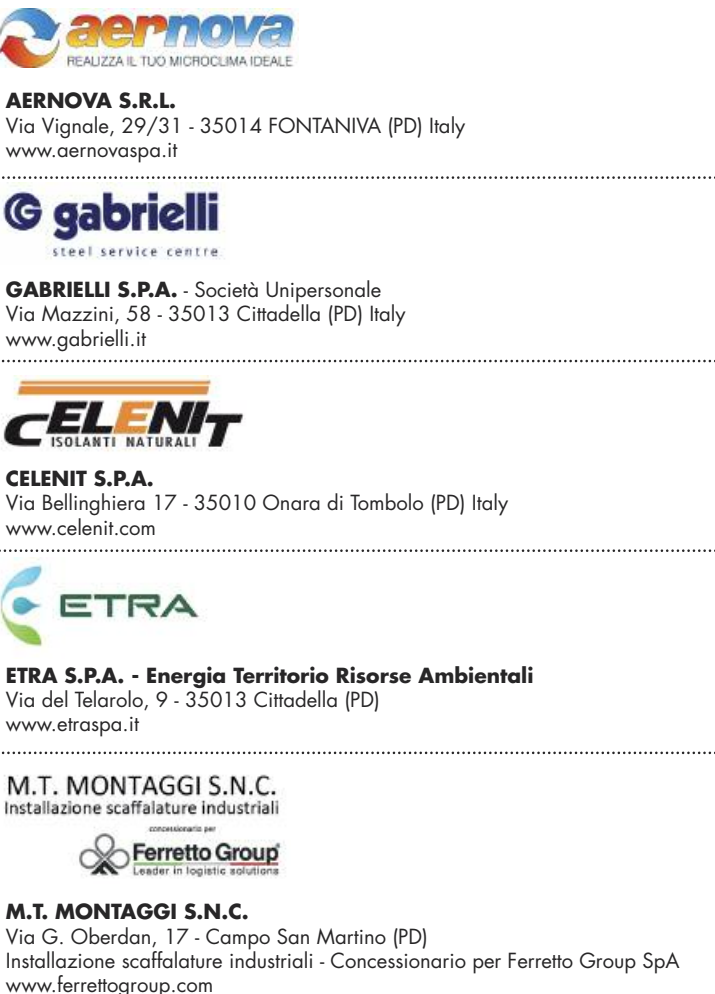 aernova
REALIZZA IL TUO MICROCLIMA IDEALE
AERNOVA S.R.L.
Via Vignale, 29/31 - 35014 FONTANIVA (PD) Italy
www.aernovaspa.it
G gabrielli
steel service centre
GABRIELLI S.P.A. - Società Unipersonale
Via Mazzini, 58 - 35013 Cittadella (PD) Italy
www.gabrielli.it
CELENIT
ISOLANTI NATURALI
CELENIT S.P.A.
Via Bellinghiera 17 - 35010 Onara di Tombolo (PD) Italy
www.celenit.com
ETRA
ETRA S.P.A. - Energia Territorio Risorse Ambientali
Via del Telarolo, 9 - 35013 Cittadella (PD)
www.etraspa.it
M.T. MONTAGGI S.N.C.
Installazione scaffalature industriali
concessionario per
Ferretto Group
Leader in logistic solutions
M.T. MONTAGGI S.N.C.
Via G. Oberdan, 17 - Campo San Martino (PD)
Installazione scaffalature industriali - Concessionario per Ferretto Group SpA
www.ferrettogroup.com